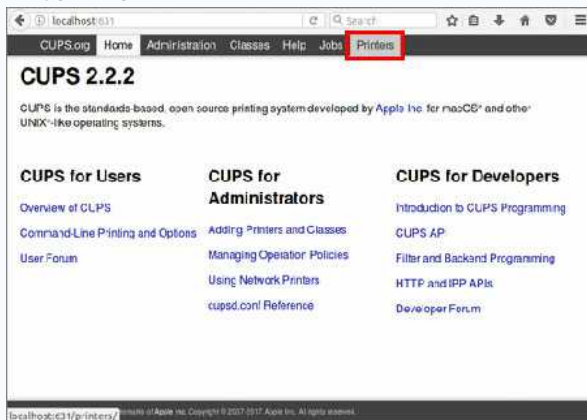 localhost:631
Search
CUPS.org Home Administration Classes Help Jobs Printers
CUPS 2.2.2
CUPS is the standards-based, open source printing system developed by Apple Inc. for macOS® and other
UNIX®-like operating systems.
CUPS for Users
Overview of CUPS
Command-Line Printing and Options
User Forum
CUPS for
Administrators
Adding Printers and Classes
Managing Operation Policies
Using Network Printers
cupsd.conf Reference
CUPS for Developers
Introduction to CUPS Programming
CUPS API
Filter and Backend Programming
HTTP and IPP APIs
Developer Forum
localhost:631/printers/
of Apple Inc. Copyright © 2007-2017 Apple Inc. All rights reserved.